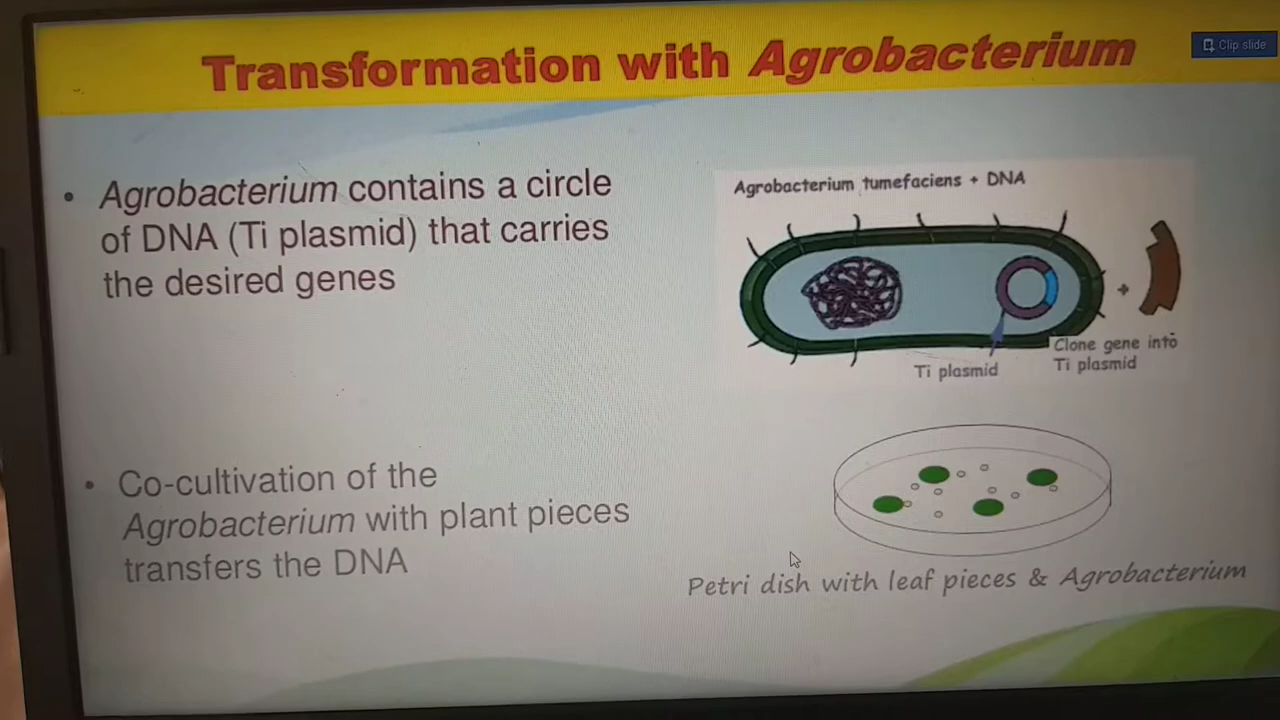 Transformation with Agrobacterium
Clip slide
• Agrobacterium contains a circle
of DNA (Ti plasmid) that carries
the desired genes
Agrobacterium tumefaciens + DNA
+
Ti plasmid
Clone gene into
Ti plasmid
• Co-cultivation of the
Agrobacterium with plant pieces
transfers the DNA
Petri dish with leaf pieces & Agrobacterium